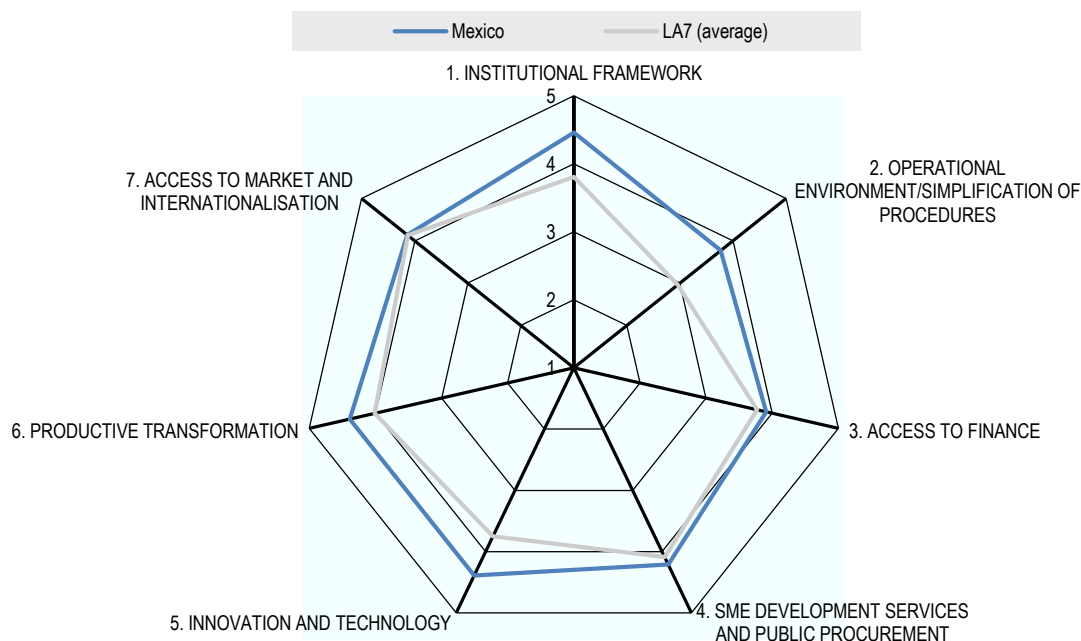 Mexico
LA7 (average)
1. INSTITUTIONAL FRAMEWORK
5
4
3
2
1
2. OPERATIONAL
ENVIRONMENT/SIMPLIFICATION OF
PROCEDURES
3. ACCESS TO FINANCE
4. SME DEVELOPMENT SERVICES
AND PUBLIC PROCUREMENT
5. INNOVATION AND TECHNOLOGY
6. PRODUCTIVE TRANSFORMATION
7. ACCESS TO MARKET AND
INTERNATIONALISATION